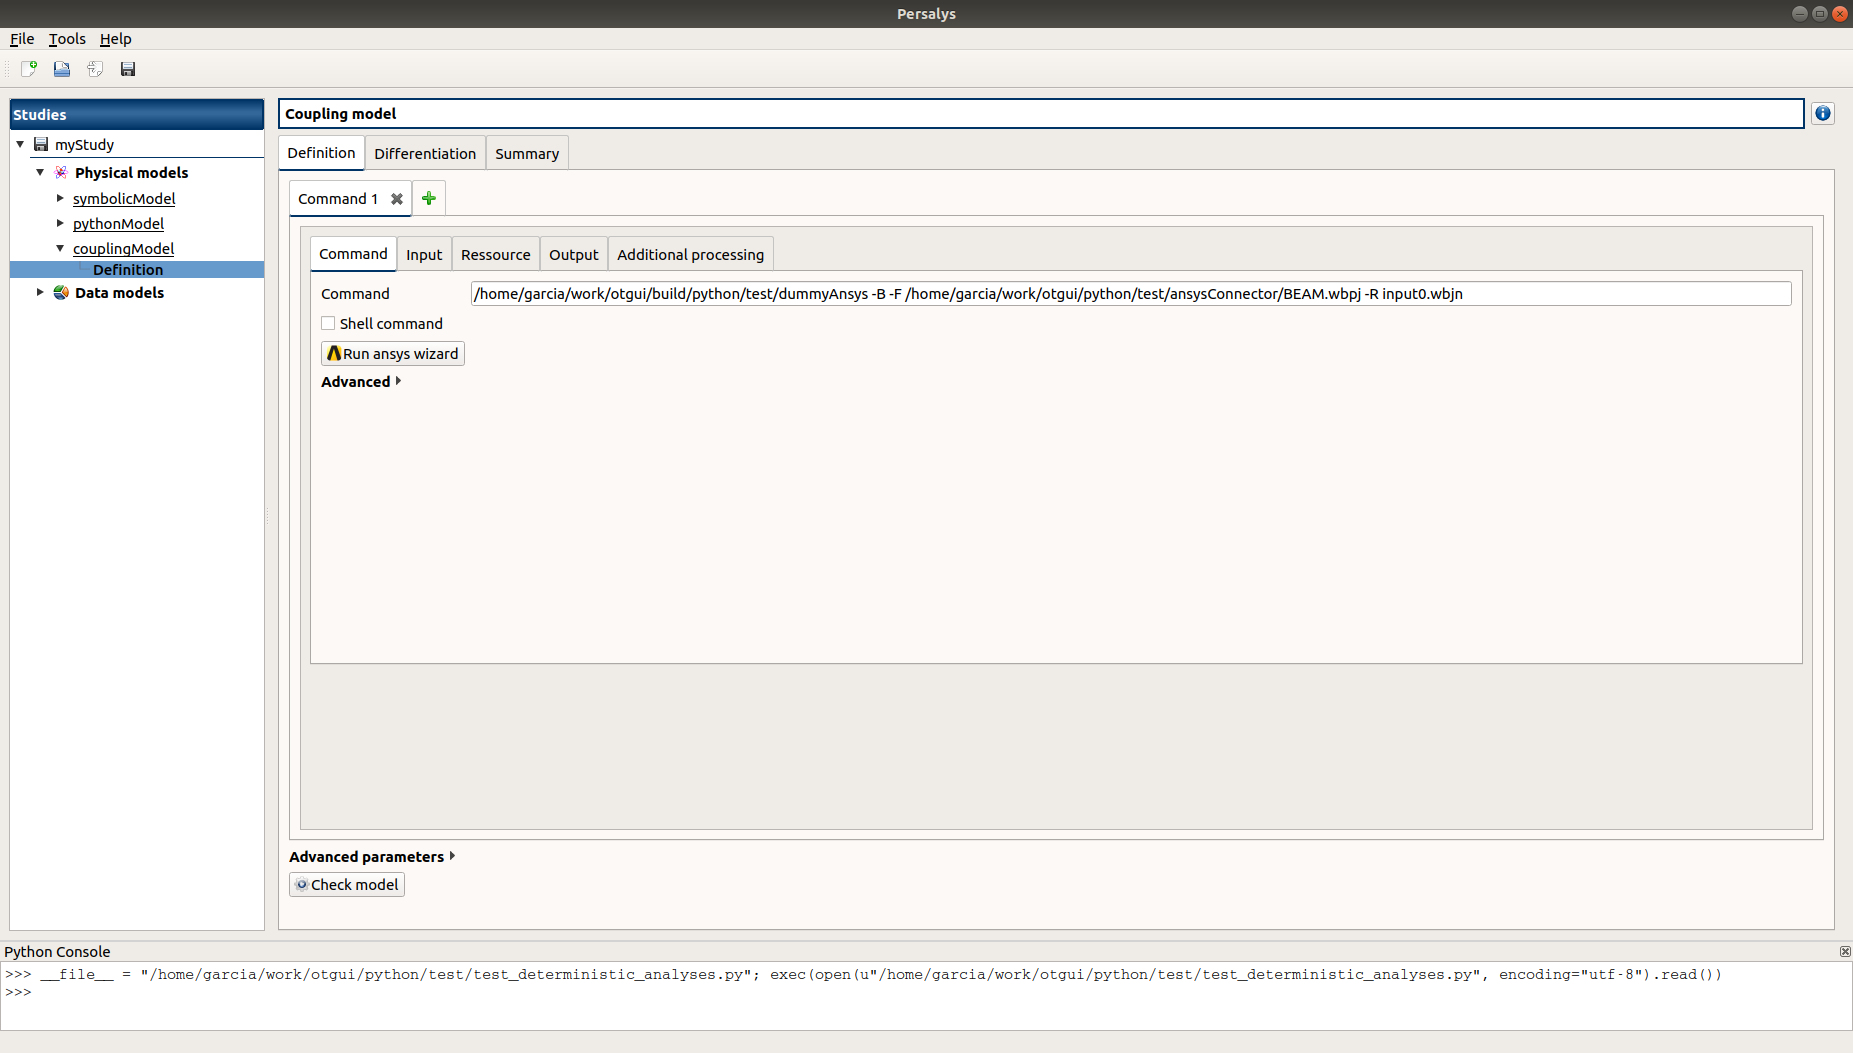 Persalys
File Tools Help
Studies
myStudy
Physical models
symbolicModel
pythonModel
couplingModel
Definition
Data models
Coupling model
Definition Differentiation Summary
Command 1
Command Input Ressource Output Additional processing
Command /home/garcia/work/otgui/build/python/test/dummyAnsys -B -F /home/garcia/work/otgui/python/test/ansysConnector/BEAM.wbpj -R input0.wbjn
Shell command
Run ansys wizard
Advanced
Advanced parameters
Check model
Python Console
>>> __file__ = "/home/garcia/work/otgui/python/test/test_deterministic_analyses.py"; exec(open(u"/home/garcia/work/otgui/python/test/test_deterministic_analyses.py", encoding="utf-8").read())
>>>